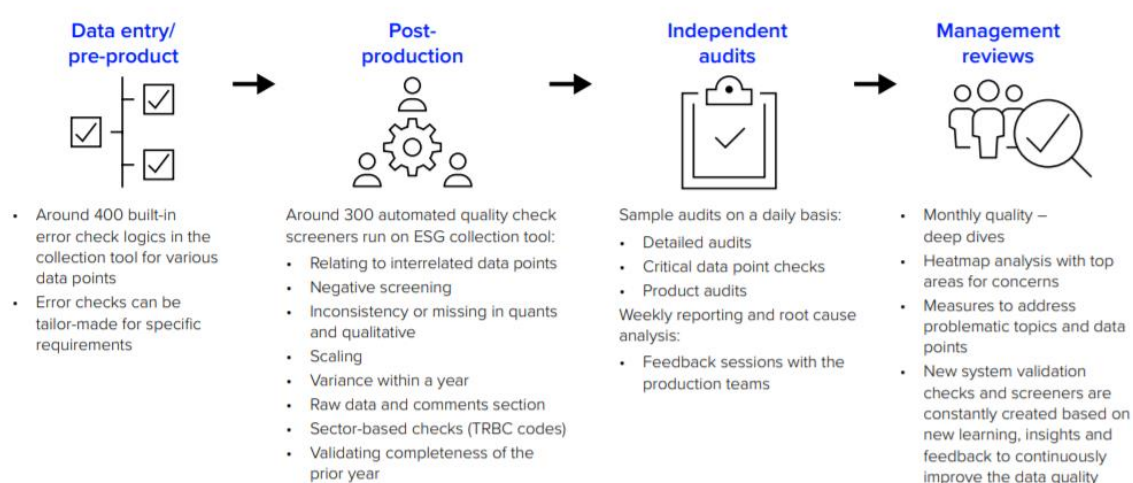 Data entry/
pre-product
• Around 400 built-in
error check logics in the
collection tool for various
data points
• Error checks can be
tailor-made for specific
requirements
Post-
production
Around 300 automated quality check
screeners run on ESG collection tool:
• Relating to interrelated data points
• Negative screening
• Inconsistency or missing in quants
and qualitative
• Scaling
• Variance within a year
• Raw data and comments section
• Sector-based checks (TRBC codes)
• Validating completeness of the
prior year
Independent
audits
Sample audits on a daily basis:
• Detailed audits
• Critical data point checks
• Product audits
Weekly reporting and root cause
analysis:
• Feedback sessions with the
production teams
Management
reviews
• Monthly quality –
deep dives
• Heatmap analysis with top
areas for concerns
• Measures to address
problematic topics and data
points
• New system validation
checks and screeners are
constantly created based on
new learning, insights and
feedback to continuously
improve the data quality